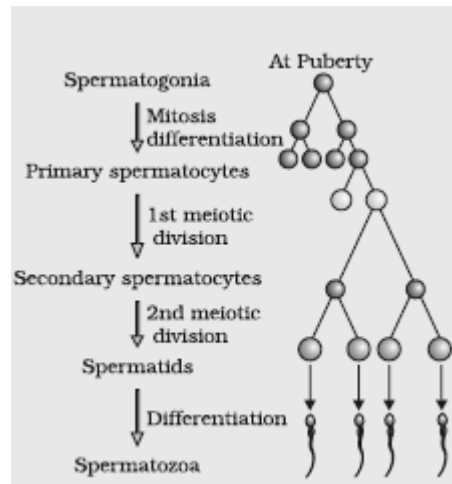 At Puberty
Spermatogonia
Mitosis
differentiation
Primary spermatocytes
1st meiotic
division
Secondary spermatocytes
2nd meiotic
division
Spermatids
Differentiation
Spermatozoa